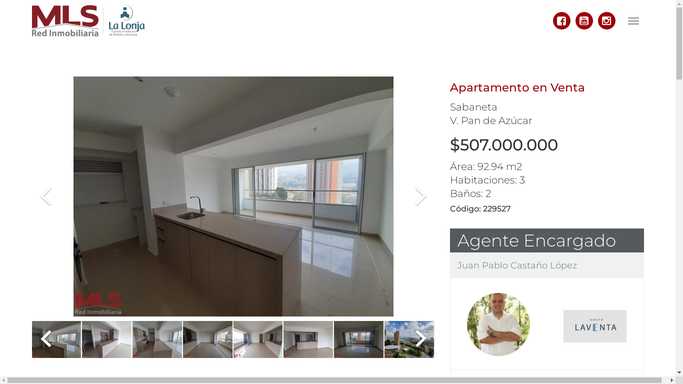 MLS
Red Inmobiliaria
La Lonja
Apartamento en Venta
Sabaneta
V. Pan de Azúcar
$507.000.000
Área: 92.94 m2
Habitaciones: 3
Baños: 2
Código: 229527
Agente Encargado
Juan Pablo Castaño López
LAVENTA
MLS
Red Inmobiliaria